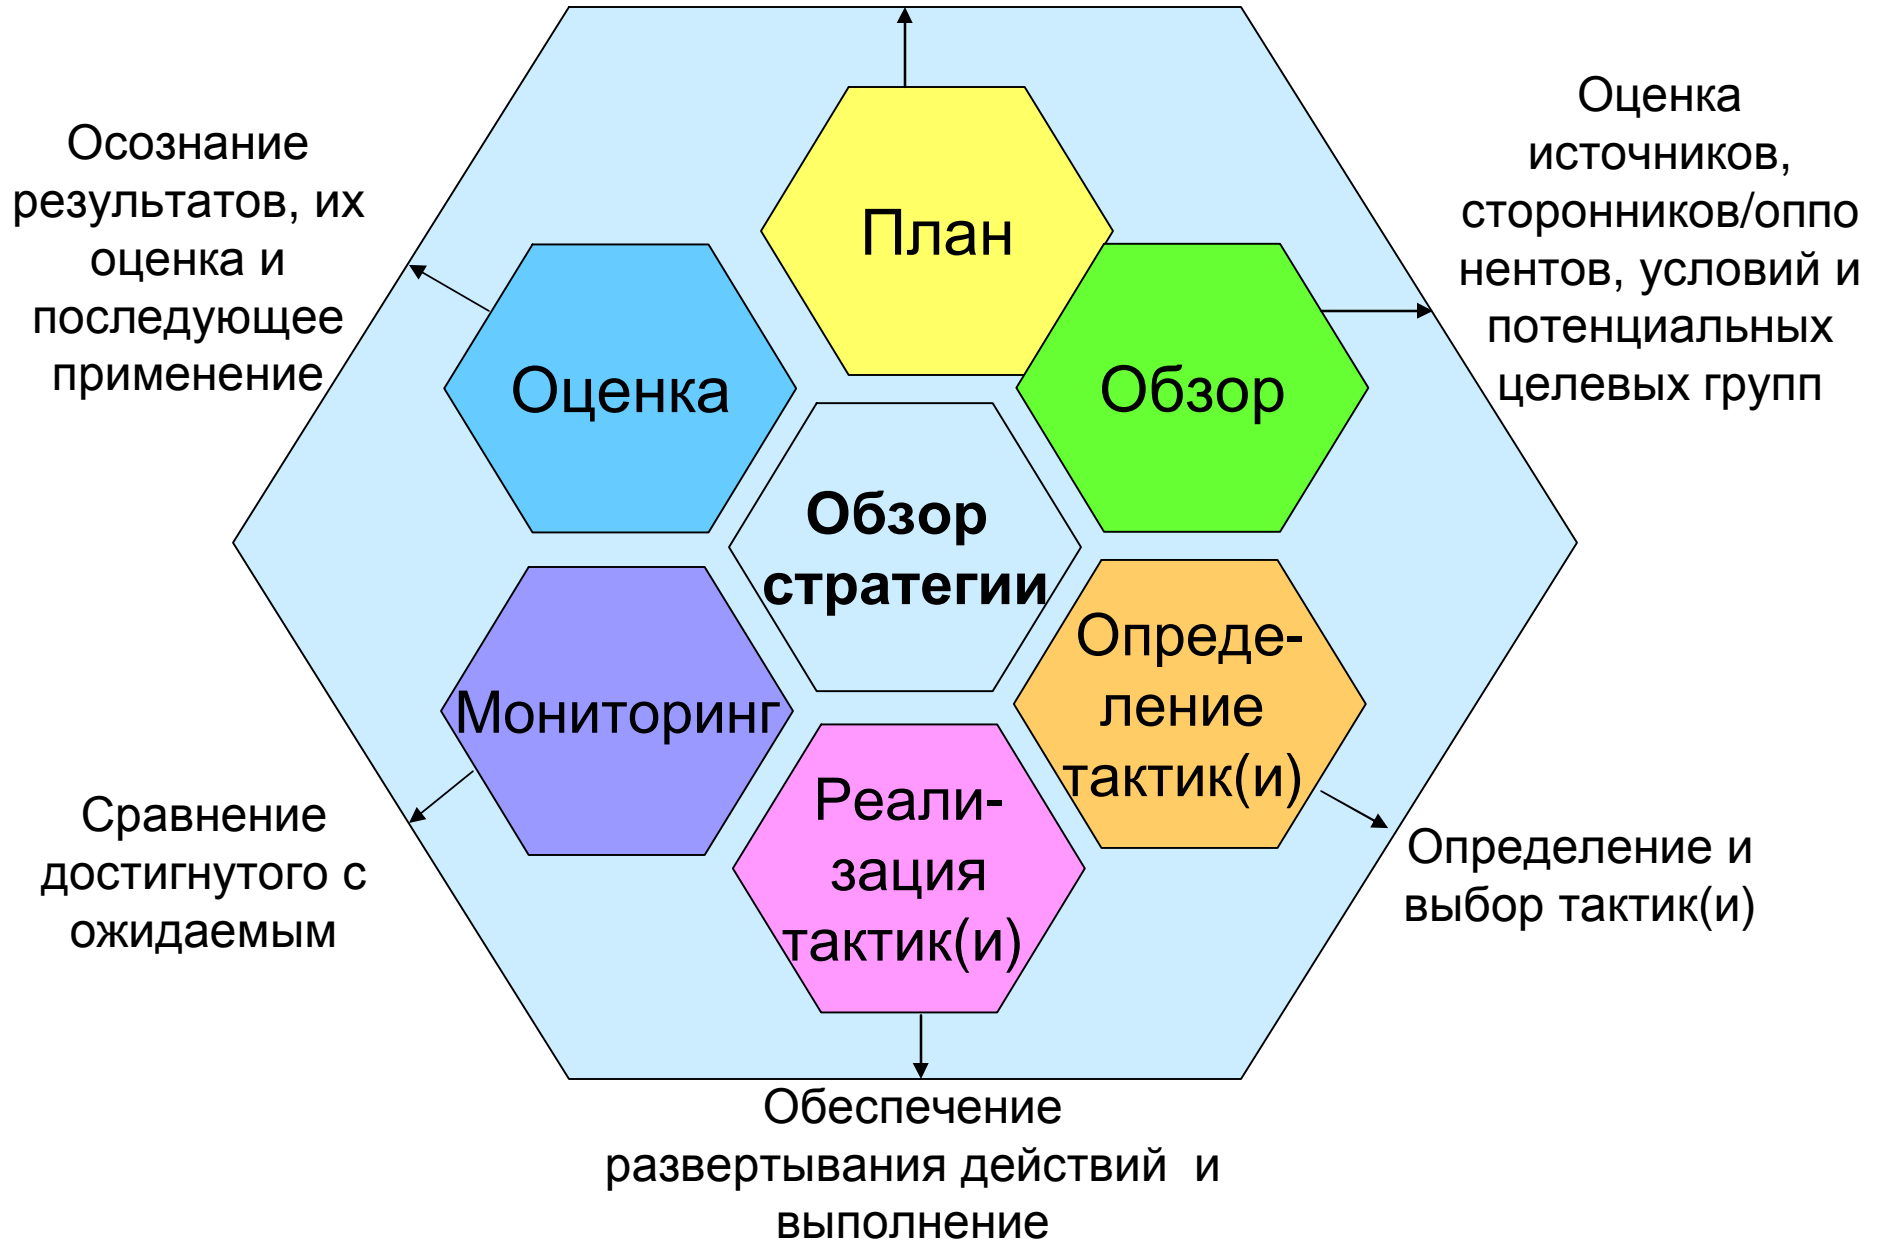 План
Оценка
источников,
сторонников/оппо
нентов, условий и
потенциальных
целевых групп
Осознание
результатов, их
оценка и
последующее
применение
Оценка
Обзор
Обзор
стратегии
Мониторинг
Опреде-
ление
тактик(и)
Реали-
зация
тактик(и)
Сравнение
достигнутого с
ожидаемым
Определение и
выбор тактик(и)
Обеспечение
развертывания действий  и
выполнение